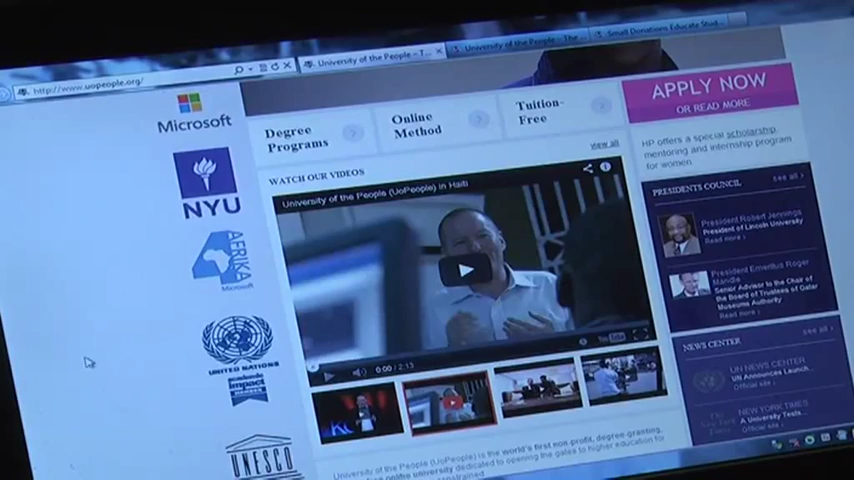 http://www.uopeople.org/
University of the People – T...
University of the People – The ...
Small Donations Educate Stud...
Microsoft
NYU
AFRIKA
Microsoft
UNITED NATIONS
academic
impact
MEMBER
UNESCO
Degree
Programs
Online
Method
Tuition-
Free
APPLY NOW
OR READ MORE
HP offers a special scholarship,
mentoring and internship program
for women
WATCH OUR VIDEOS
view all
University of the People (UoPeople) in Haiti
0:00 / 2:13
You Tube
PRESIDENTS COUNCIL
see all ›
President Robert Jennings
President of Lincoln University
Read more ›
President Emeritus Roger
Mandle
Senior Advisor to the Chair of
the Board of Trustees of Qatar
Museums Authority
Read more ›
NEWS CENTER
see all ›
UN NEWS CENTER
UN Announces Launch...
Official site ›
NEW YORK TIMES
A University Tests...
Official site ›
University of the People (UoPeople) is the world's first non profit, degree-granting,
online university dedicated to opening the gates to higher education for